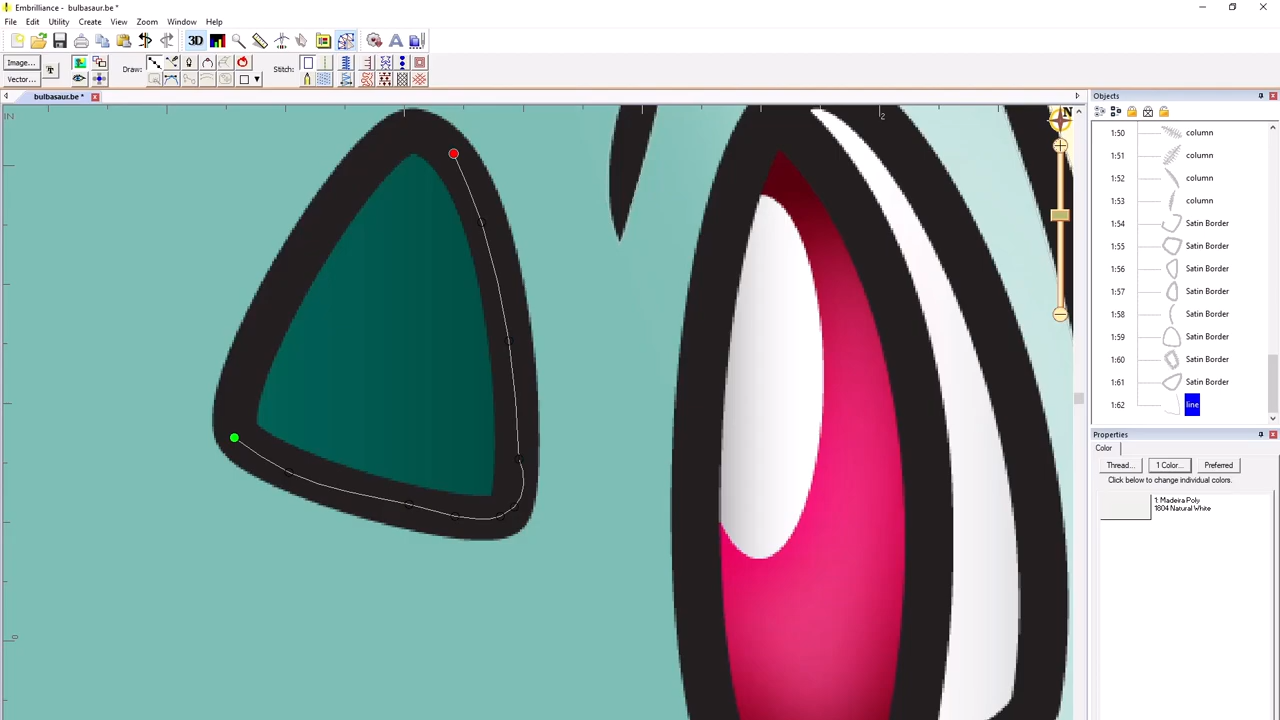 Embrilliance - bulbasaur.be *
File Edit Utility Create View Zoom Window Help
3D
Image... Draw: Stitch:
Vector...
bulbasaur.be *
IN
2
N
0
Objects
1:50 column
1:51 column
1:52 column
1:53 column
1:54 Satin Border
1:55 Satin Border
1:56 Satin Border
1:57 Satin Border
1:58 Satin Border
1:59 Satin Border
1:60 Satin Border
1:61 Satin Border
1:62 line
Properties
Color
Thread... 1 Color... Preferred
Click below to change individual colors.
1: Madeira Poly
1804 Natural White